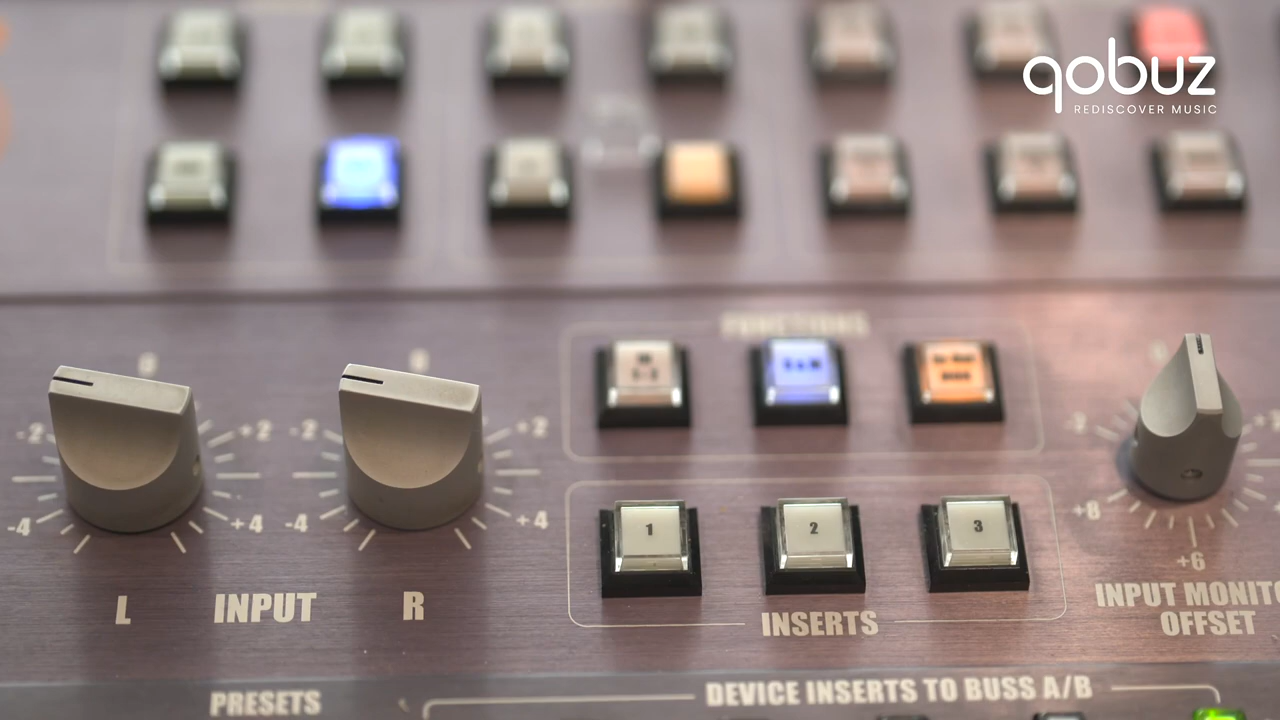 qobuz
REDISCOVER MUSIC
FUNCTIONS
0
0
-2
+2
-2
+2
-4
+4
-4
+4
+8
+6
1
2
3
L INPUT R
INSERTS
INPUT MONITO
OFFSET
PRESETS
DEVICE INSERTS TO BUSS A/B